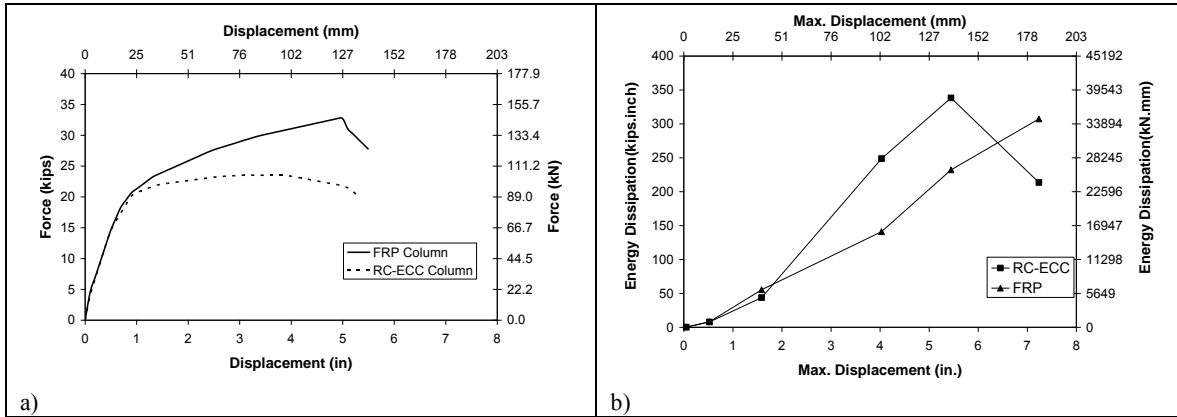 Displacement (mm)
0 25 51 76 102 127 152 178 203
40 177.9
35 155.7
30 133.4
25 111.2
20 89.0
15 66.7
10 44.5
5 22.2
0 0.0
Force (kips)
Force (kN)
FRP Column
RC-ECC Column
0 1 2 3 4 5 6 7 8
Displacement (in)
a)
Max. Displacement (mm)
0 25 51 76 102 127 152 178 203
400 45192
350 39543
300 33894
250 28245
200 22596
150 16947
100 11298
50 5649
0 0
Energy Dissipation(kips.inch)
Energy Dissipation(kN.mm)
RC-ECC
FRP
0 1 2 3 4 5 6 7 8
Max. Displacement (in.)
b)